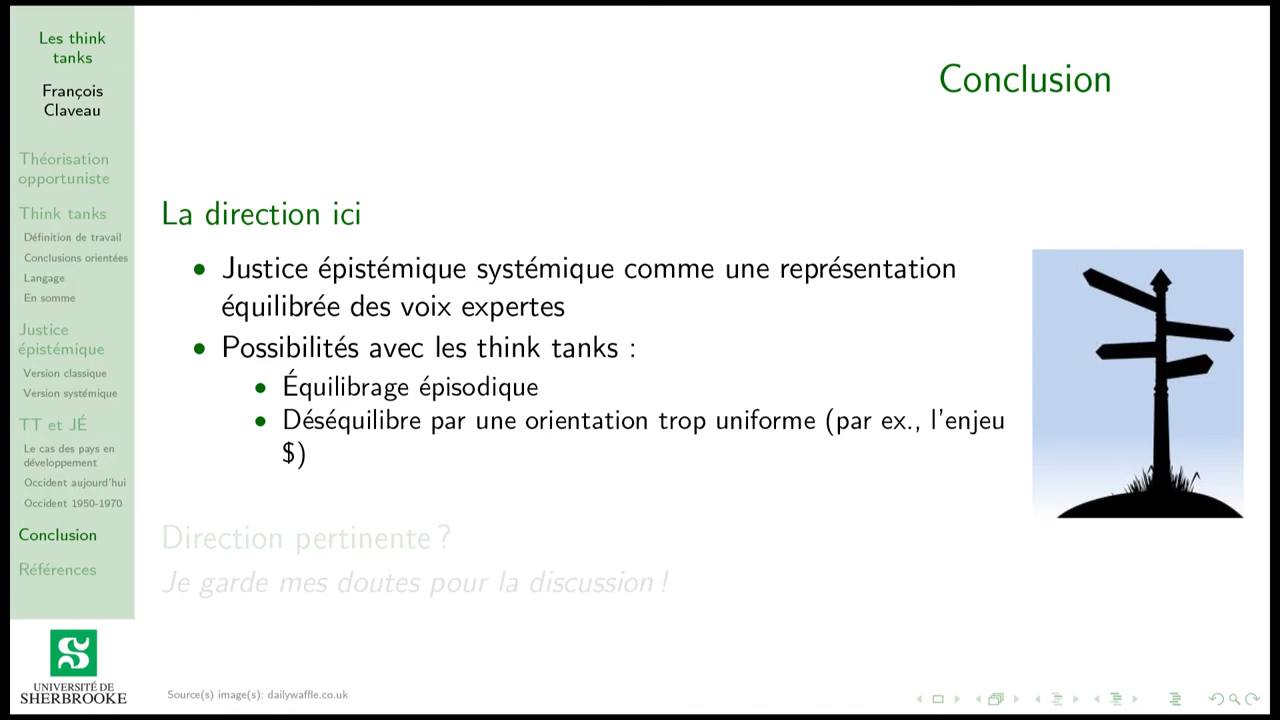 Les think
tanks
François
Claveau
Théorisation
opportuniste
Think tanks
Définition de travail
Conclusions orientées
Langage
En somme
Justice
épistémique
Version classique
Version systémique
TT et JÉ
Le cas des pays en
développement
Occident aujourd'hui
Occident 1950-1970
Conclusion
Références
UNIVERSITÉ DE
SHERBROOKE
Conclusion
La direction ici
• Justice épistémique systémique comme une représentation
équilibrée des voix expertes
• Possibilités avec les think tanks :
• Équilibrage épisodique
• Déséquilibre par une orientation trop uniforme (par ex., l'enjeu
$)
Direction pertinente ?
Je garde mes doutes pour la discussion !
Source(s) image(s): dailywaffle.co.uk